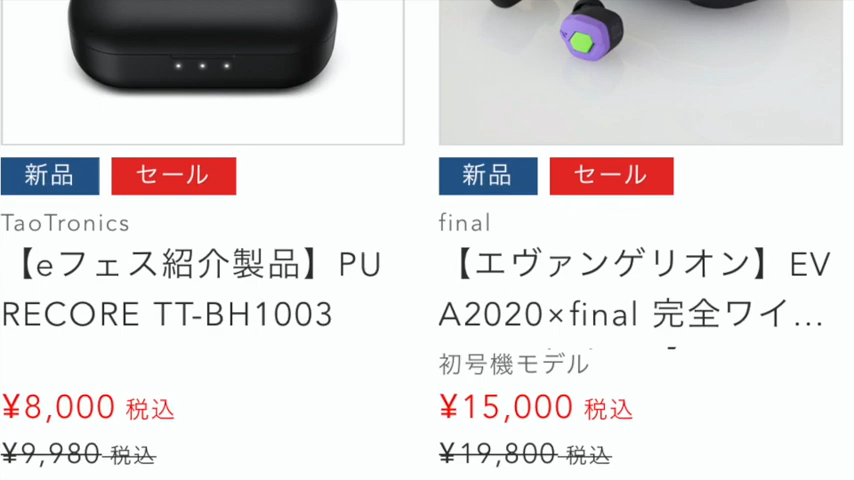 新品 セール
TaoTronics
【eフェス紹介製品】PU
RECORE TT-BH1003
¥8,000 税込
¥9,980 税込
新品 セール
final
【エヴァンゲリオン】EV
A2020×final 完全ワイ...
初号機モデル
¥15,000 税込
¥19,800 税込